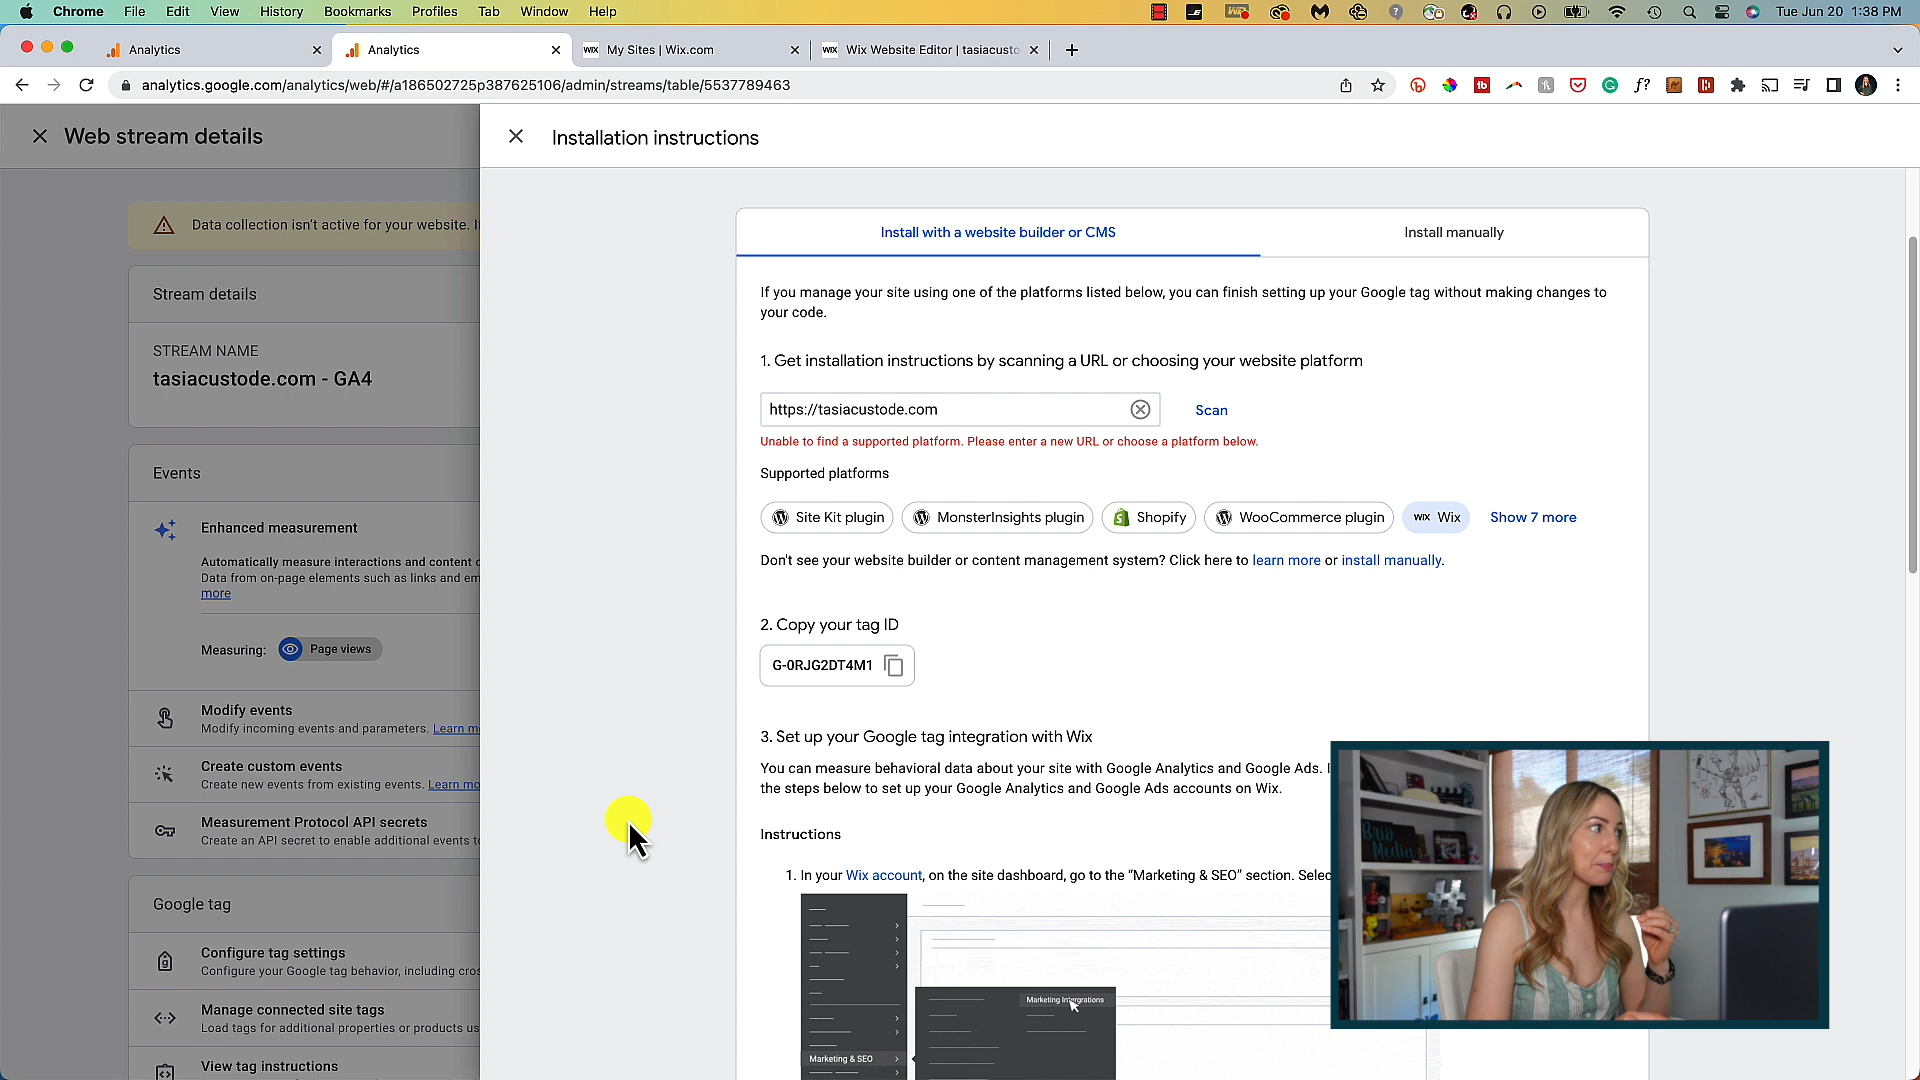 Chrome File Edit View History Bookmarks Profiles Tab Window Help Tue Jun 20 1:38 PM
Analytics
Analytics
WIX My Sites | Wix.com
WIX Wix Website Editor | tasiacusto
analytics.google.com/analytics/web/#/a186502725p387625106/admin/streams/table/5537789463
Web stream details
Data collection isn't active for your website. I
Stream details
STREAM NAME
tasiacustode.com - GA4
Events
Enhanced measurement
Automatically measure interactions and content
Data from on-page elements such as links and em
more
Measuring: Page views
Modify events
Modify incoming events and parameters. Learn m
Create custom events
Create new events from existing events. Learn mo
Measurement Protocol API secrets
Create an API secret to enable additional events t
Google tag
Configure tag settings
Configure your Google tag behavior, including cros
Manage connected site tags
Load tags for additional properties or products us
View tag instructions
Installation instructions
Install with a website builder or CMS
Install manually
If you manage your site using one of the platforms listed below, you can finish setting up your Google tag without making changes to
your code.
1. Get installation instructions by scanning a URL or choosing your website platform
https://tasiacustode.com
Scan
Unable to find a supported platform. Please enter a new URL or choose a platform below.
Supported platforms
Site Kit plugin
MonsterInsights plugin
Shopify
WooCommerce plugin
WIX Wix
Show 7 more
Don't see your website builder or content management system? Click here to learn more or install manually.
2. Copy your tag ID
G-0RJG2DT4M1
3. Set up your Google tag integration with Wix
You can measure behavioral data about your site with Google Analytics and Google Ads.
the steps below to set up your Google Analytics and Google Ads accounts on Wix.
Instructions
1. In your Wix account, on the site dashboard, go to the “Marketing & SEO” section. Selec
Marketing Intergrations
Marketing & SEO
Brio
Media